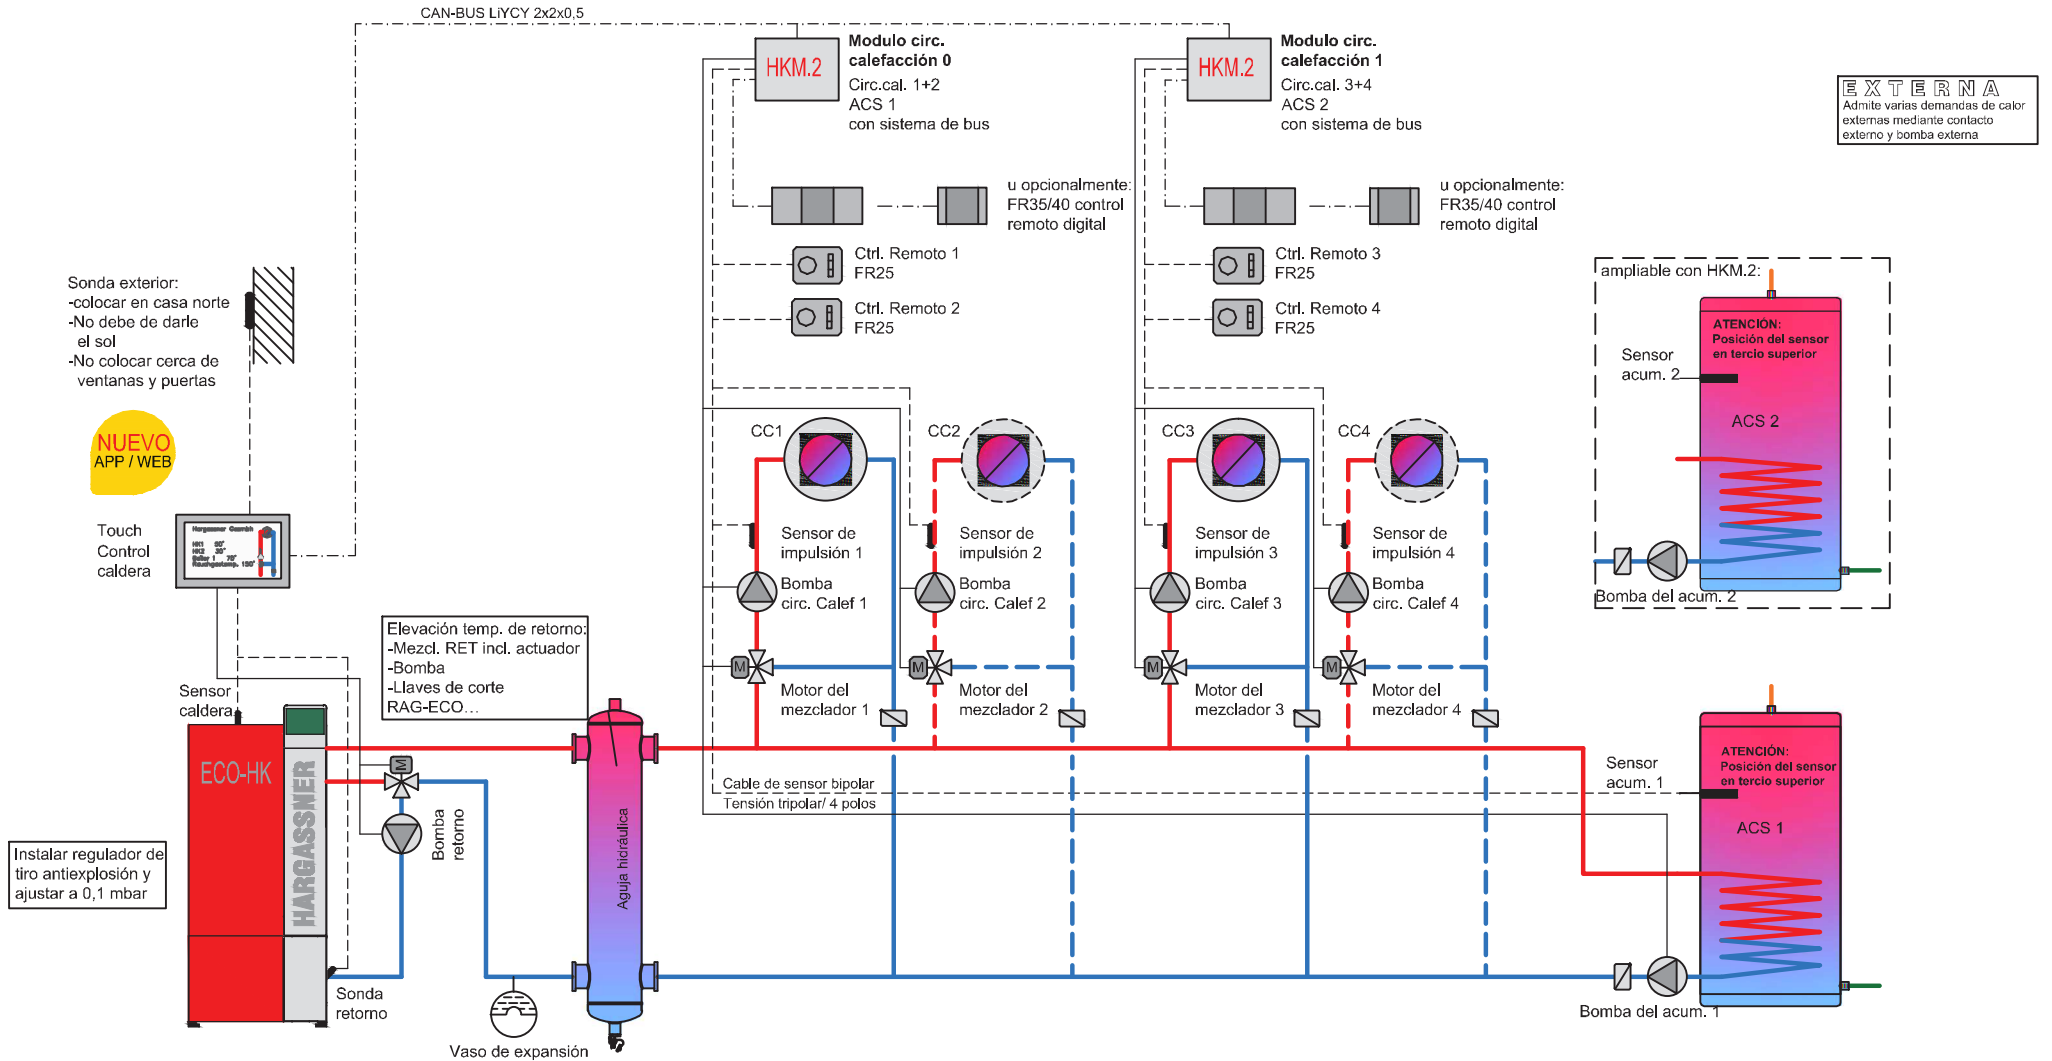 CAN-BUS LiYCY 2x2x0,5
HKM.2
Modulo circ.
calefacción 0
Circ.cal. 1+2
ACS 1
con sistema de bus
HKM.2
Modulo circ.
calefacción 1
Circ.cal. 3+4
ACS 2
con sistema de bus
EXTERNA
Admite varias demandas de calor
externas mediante contacto
externo y bomba externa
u opcionalmente:
FR35/40 control
remoto digital
u opcionalmente:
FR35/40 control
remoto digital
Ctrl. Remoto 1
FR25
Ctrl. Remoto 2
FR25
Ctrl. Remoto 3
FR25
Ctrl. Remoto 4
FR25
Sonda exterior:
-colocar en casa norte
-No debe de darle
el sol
-No colocar cerca de
ventanas y puertas
NUEVO
APP / WEB
Touch
Control
caldera
Hargassner GesmbH
HK1 50°
HK2 30°
Boiler 1 70°
Rauchgastemp. 150°
ampliable con HKM.2:
ATENCIÓN:
Posición del sensor
en tercio superior
Sensor
acum. 2
ACS 2
Bomba del acum. 2
CC1
CC2
CC3
CC4
Sensor de
impulsión 1
Sensor de
impulsión 2
Sensor de
impulsión 3
Sensor de
impulsión 4
Bomba
circ. Calef 1
Bomba
circ. Calef 2
Bomba
circ. Calef 3
Bomba
circ. Calef 4
M
M
M
M
Motor del
mezclador 1
Motor del
mezclador 2
Motor del
mezclador 3
Motor del
mezclador 4
Elevación temp. de retorno:
-Mezcl. RET incl. actuador
-Bomba
-Llaves de corte
RAG-ECO...
Sensor
caldera
ECO-HK
HARGASSNER
M
Bomba
retorno
Instalar regulador de
tiro antiexplosión y
ajustar a 0,1 mbar
Sonda
retorno
Vaso de expansión
Aguja hidráulica
Cable de sensor bipolar
Tensión tripolar/ 4 polos
Sensor
acum. 1
ATENCIÓN:
Posición del sensor
en tercio superior
ACS 1
Bomba del acum. 1